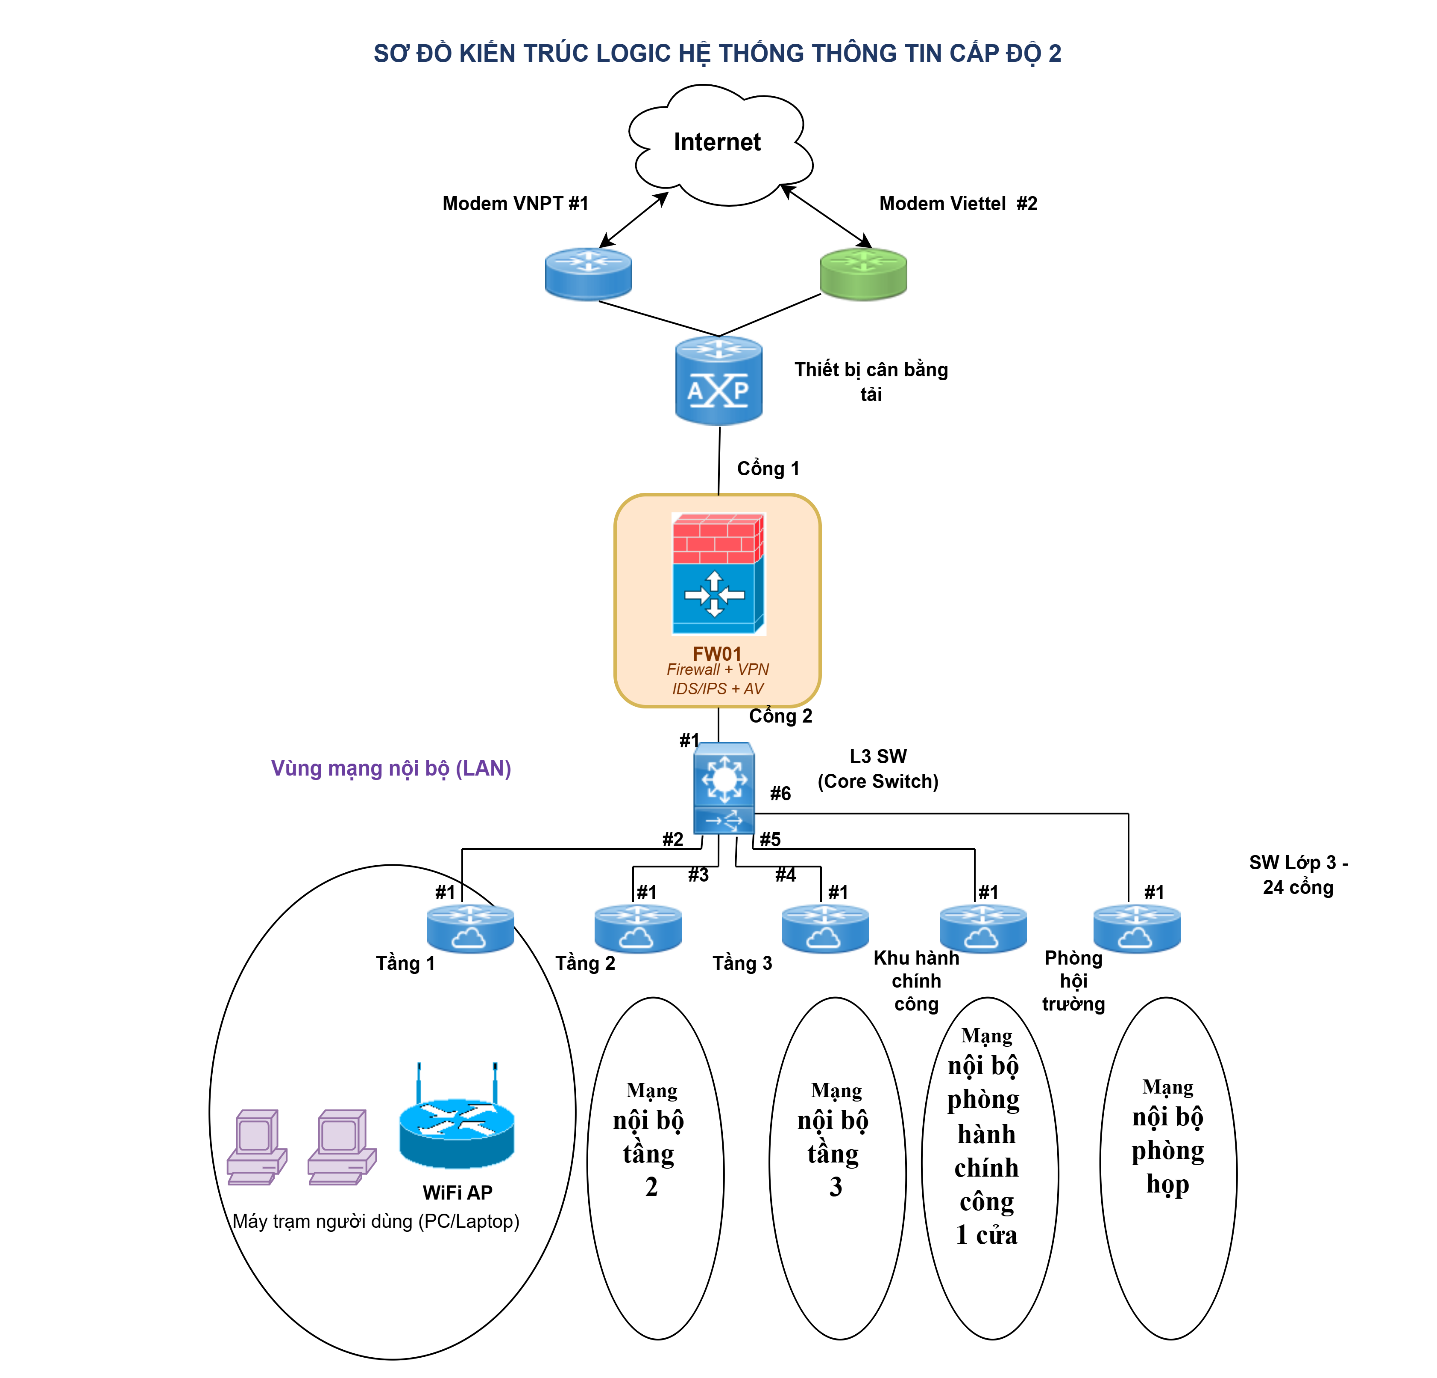 SƠ ĐỒ KIẾN TRÚC LOGIC HỆ THỐNG THÔNG TIN CẤP ĐỘ 2
Internet
Modem VNPT #1
Modem Viettel #2
AXP
Thiết bị cân bằng
tải
Cổng 1
FW01
Firewall + VPN
IDS/IPS + AV
Cổng 2
#1
L3 SW
(Core Switch)
Vùng mạng nội bộ (LAN)
#6
#2
#5
#3
#4
SW Lớp 3 -
24 cổng
#1
#1
#1
#1
#1
Tầng 1
Tầng 2
Tầng 3
Khu hành
chính
công
Phòng
hội
trường
Mạng
nội bộ
tầng
2
Mạng
nội bộ
tầng
3
Mạng
nội bộ
phòng
hành
chính
công
1 cửa
Mạng
nội bộ
phòng
họp
WiFi AP
Máy trạm người dùng (PC/Laptop)